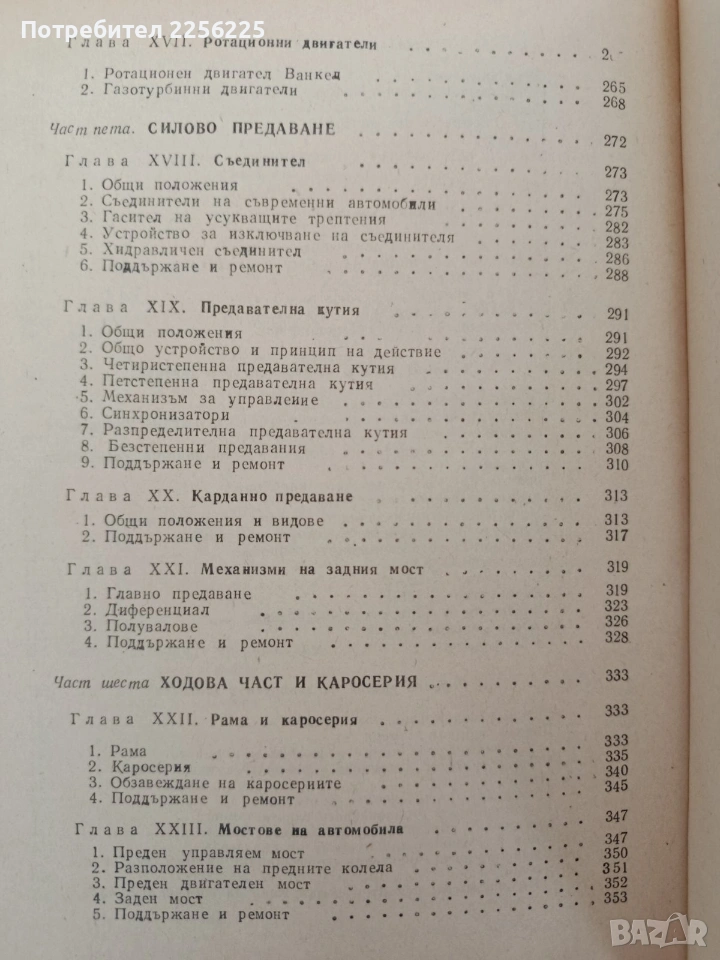 Потребител 2256225
Глава XVII. Ротационни двигатели
1. Ротационен двигател Ванкел 265
2. Газотурбинни двигатели 268
Част пета. СИЛОВО ПРЕДАВАНЕ 272
Глава XVIII. Съединител 273
1. Общи положения 273
2. Съединители на съвременни автомобили 275
3. Гасител на усукващите трептения 282
4. Устройство за изключване на съединителя 283
5. Хидравличен съединител 286
6. Поддържане и ремонт 288
Глава XIX. Предавателна кутия 291
1. Общи положения 291
2. Общо устройство и принцип на действие 292
3. Четиристепенна предавателна кутия 294
4. Петстепенна предавателна кутия 297
5. Механизъм за управление 302
6. Синхронизатори 304
7. Разпределителна предавателна кутия 306
8. Безстепенни предавания 308
9. Поддържане и ремонт 310
Глава XX. Карданно предаване 313
1. Общи положения и видове 313
2. Поддържане и ремонт 317
Глава XXI. Механизми на задния мост 319
1. Главно предаване 319
2. Диференциал 323
3. Полувалове 326
4. Поддържане и ремонт 328
Част шеста ХОДОВА ЧАСТ И КАРОСЕРИЯ 333
Глава XXII. Рама и каросерия 333
1. Рама 333
2. Каросерия 335
3. Обзавеждане на каросериите 340
4. Поддържане и ремонт 345
Глава XXIII. Мостове на автомобила 347
1. Преден управляем мост 347
2. Разположение на предните колела 350
3. Преден двигателен мост 351
4. Заден мост 352
5. Поддържане и ремонт 353
BAZAR